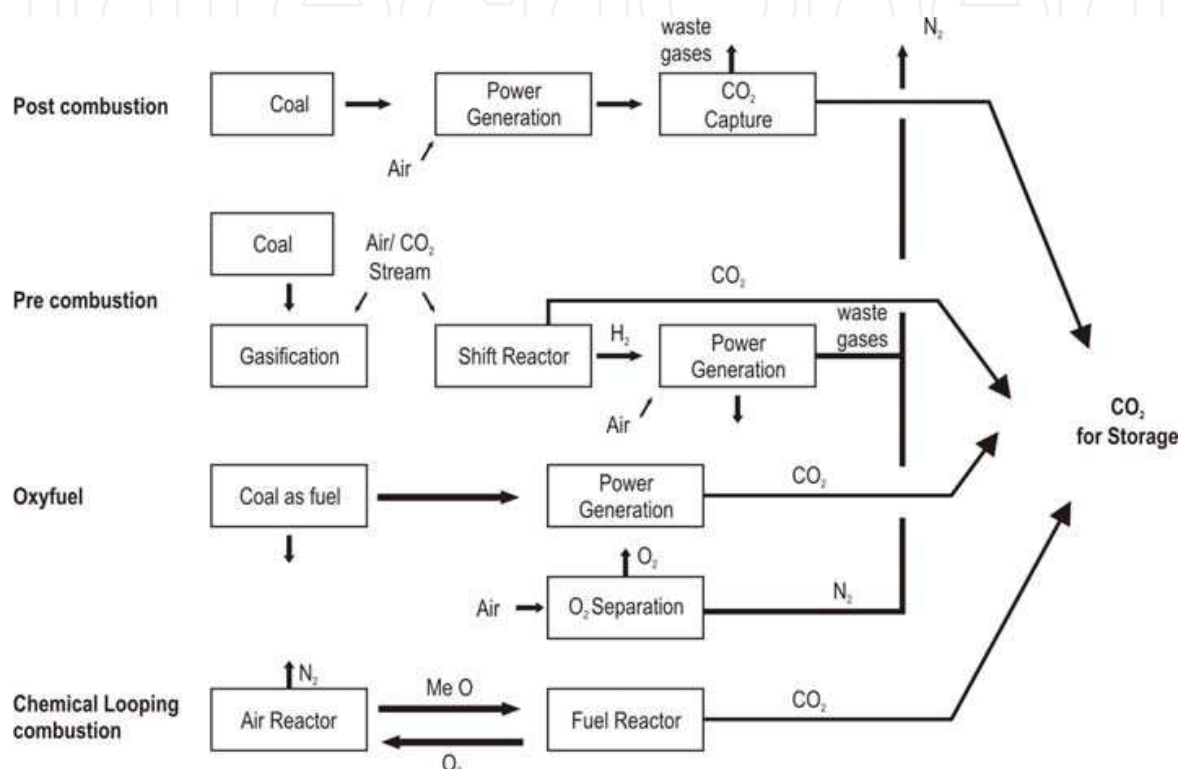 waste
gases
N₂
Post combustion
Coal
Power
Generation
CO₂
Capture
Air
Coal
Air/ CO₂
Stream
Pre combustion
CO₂
waste
gases
Gasification
Shift Reactor
H₂
Power
Generation
Air
CO₂
for Storage
Oxyfuel
Coal as fuel
Power
Generation
CO₂
O₂
Air
O₂ Separation
N₂
N₂
Chemical Looping
combustion
Air Reactor
Me O
Fuel Reactor
CO₂
O₂